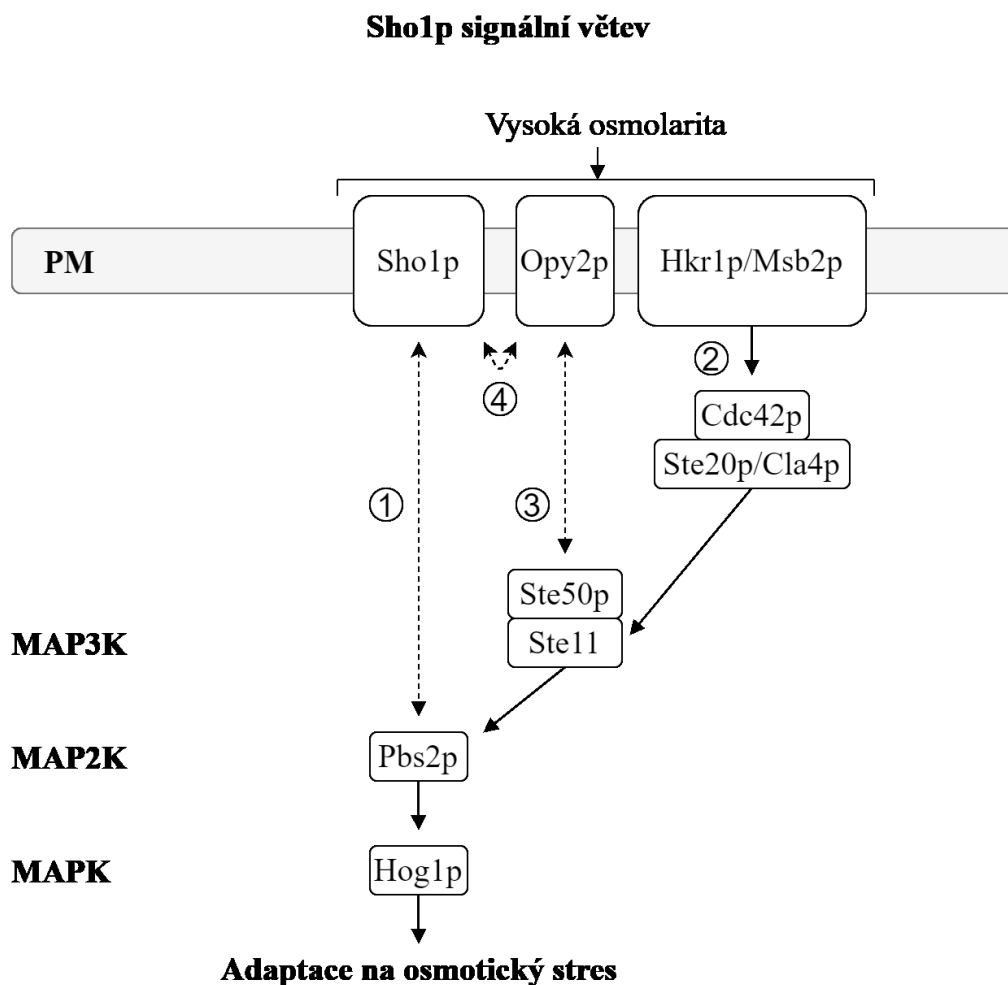 Sho1p signální větev
Vysoká osmolarita
PM
Sho1p
Opy2p
Hkr1p/Msb2p
②
④
Cdc42p
Ste20p/Cla4p
①
③
Ste50p
MAP3K
Ste11
MAP2K
Pbs2p
MAPK
Hog1p
Adaptace na osmotický stres